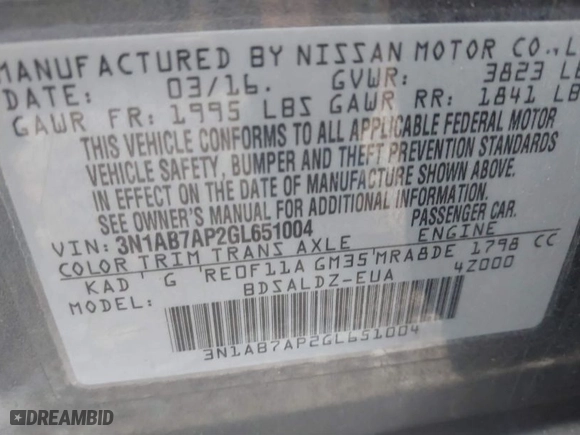 MANUFACTURED BY NISSAN MOTOR CO., L
DATE: 03/16. GVWR: 3823 LB
GAWR FR: 1995 LBS GAWR RR: 1841 LB
THIS VEHICLE CONFORMS TO ALL APPLICABLE FEDERAL MOTOR
VEHICLE SAFETY, BUMPER AND THEFT PREVENTION STANDARDS
IN EFFECT ON THE DATE OF MANUFACTURE SHOWN ABOVE.
SEE OWNER'S MANUAL FOR ADDITIONAL INFORMATION.
VIN: 3N1AB7AP2GL651004 PASSENGER CAR.
COLOR TRIM TRANS AXLE ENGINE
KAD G RE0F11A GM35 MRA8DE 1798 CC
MODEL: BDSALDZ-EUA 4Z000
3N1AB7AP2GL651004
DREAMBID